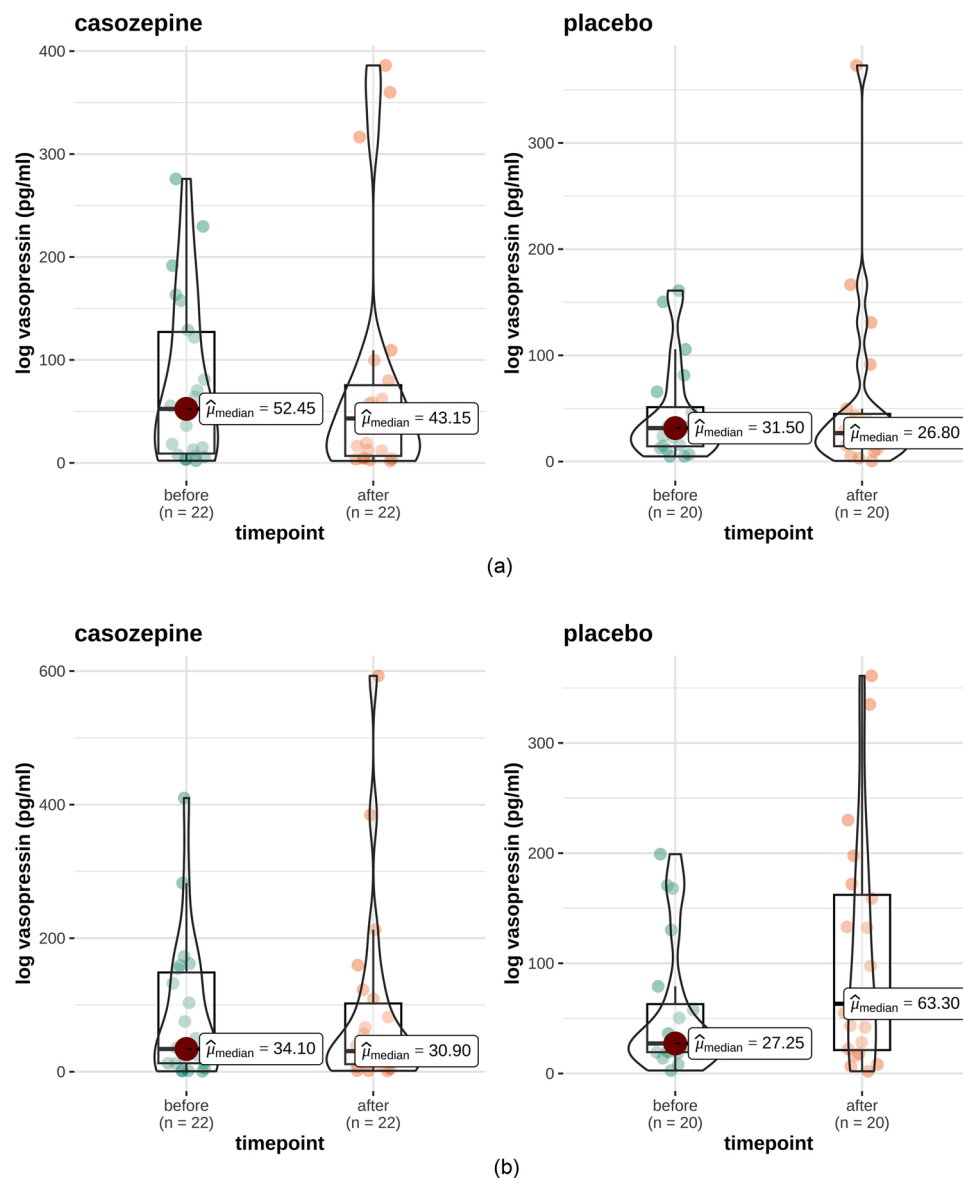 casozepine
placebo
log vasopressin (pg/ml)
400
300
200
100
0
μ̂median = 52.45
μ̂median = 43.15
before
(n = 22)
after
(n = 22)
timepoint
log vasopressin (pg/ml)
300
200
100
0
μ̂median = 31.50
μ̂median = 26.80
before
(n = 20)
after
(n = 20)
timepoint
(a)
casozepine
placebo
log vasopressin (pg/ml)
600
400
200
0
μ̂median = 34.10
μ̂median = 30.90
before
(n = 22)
after
(n = 22)
timepoint
log vasopressin (pg/ml)
300
200
100
0
μ̂median = 27.25
μ̂median = 63.30
before
(n = 20)
after
(n = 20)
timepoint
(b)